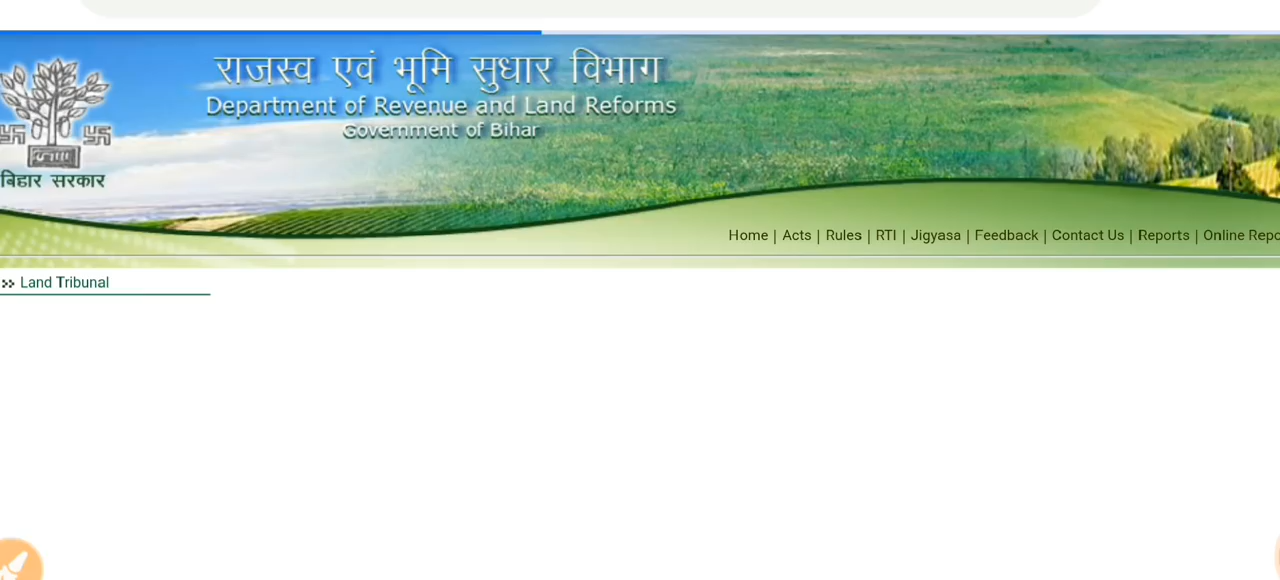 राजस्व एवं भूमि सुधार विभाग
Department of Revenue and Land Reforms
Government of Bihar
बिहार सरकार
Home | Acts | Rules | RTI | Jigyasa | Feedback | Contact Us | Reports | Online Repo
Land Tribunal